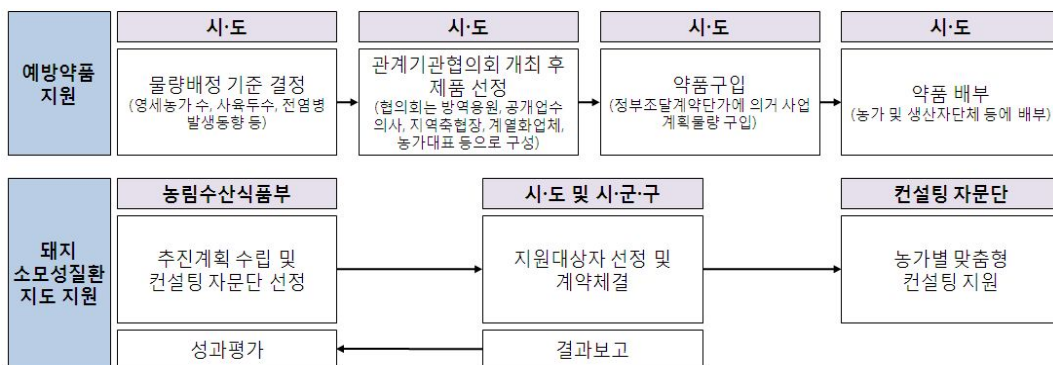 예방약품
지원
시·도
물량배정 기준 결정
(영세농가 수, 사육두수, 전염병
발생동향 등)
시·도
관계기관협의회 개최 후
제품 선정
(협의회는 방역응원, 공개업수
의사, 지역축협장, 계열화업체,
농가대표 등으로 구성)
시·도
약품구입
(정부조달계약단가에 의거 사업
계획물량 구입)
시·도
약품 배부
(농가 및 생산자단체 등에 배부)
돼지
소모성질환
지도 지원
농림수산식품부
추진계획 수립 및
컨설팅 자문단 선정
시·도 및 시·군·구
지원대상자 선정 및
계약체결
컨설팅 자문단
농가별 맞춤형
컨설팅 지원
성과평가
결과보고